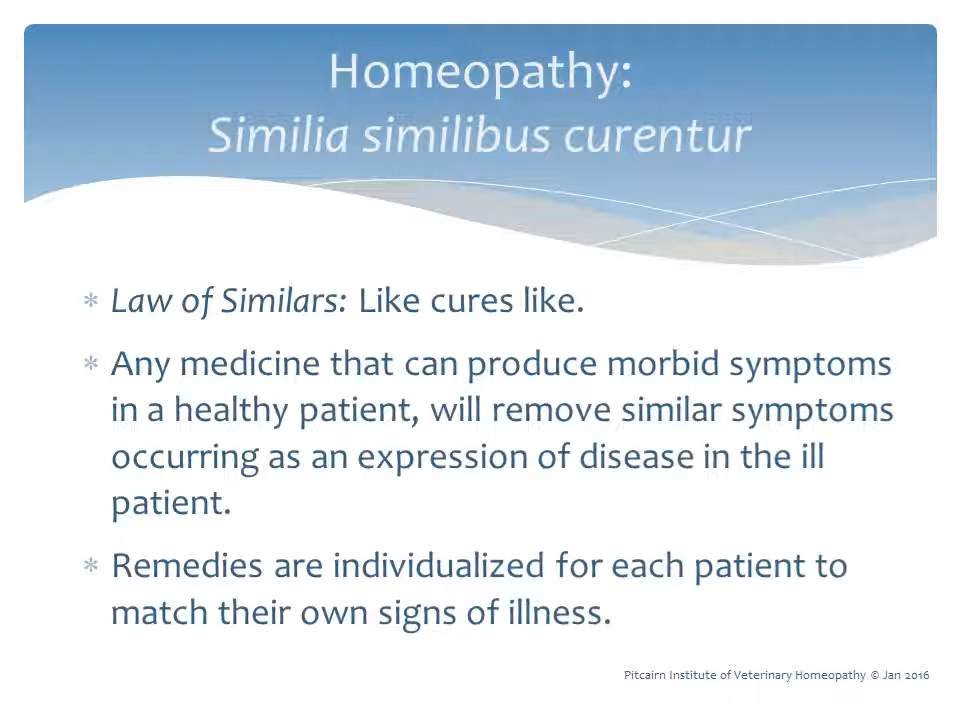 Homeopathy:
Similia similibus curentur
* Law of Similars: Like cures like.
* Any medicine that can produce morbid symptoms
in a healthy patient, will remove similar symptoms
occurring as an expression of disease in the ill
patient.
* Remedies are individualized for each patient to
match their own signs of illness.
Pitcairn Institute of Veterinary Homeopathy © Jan 2016